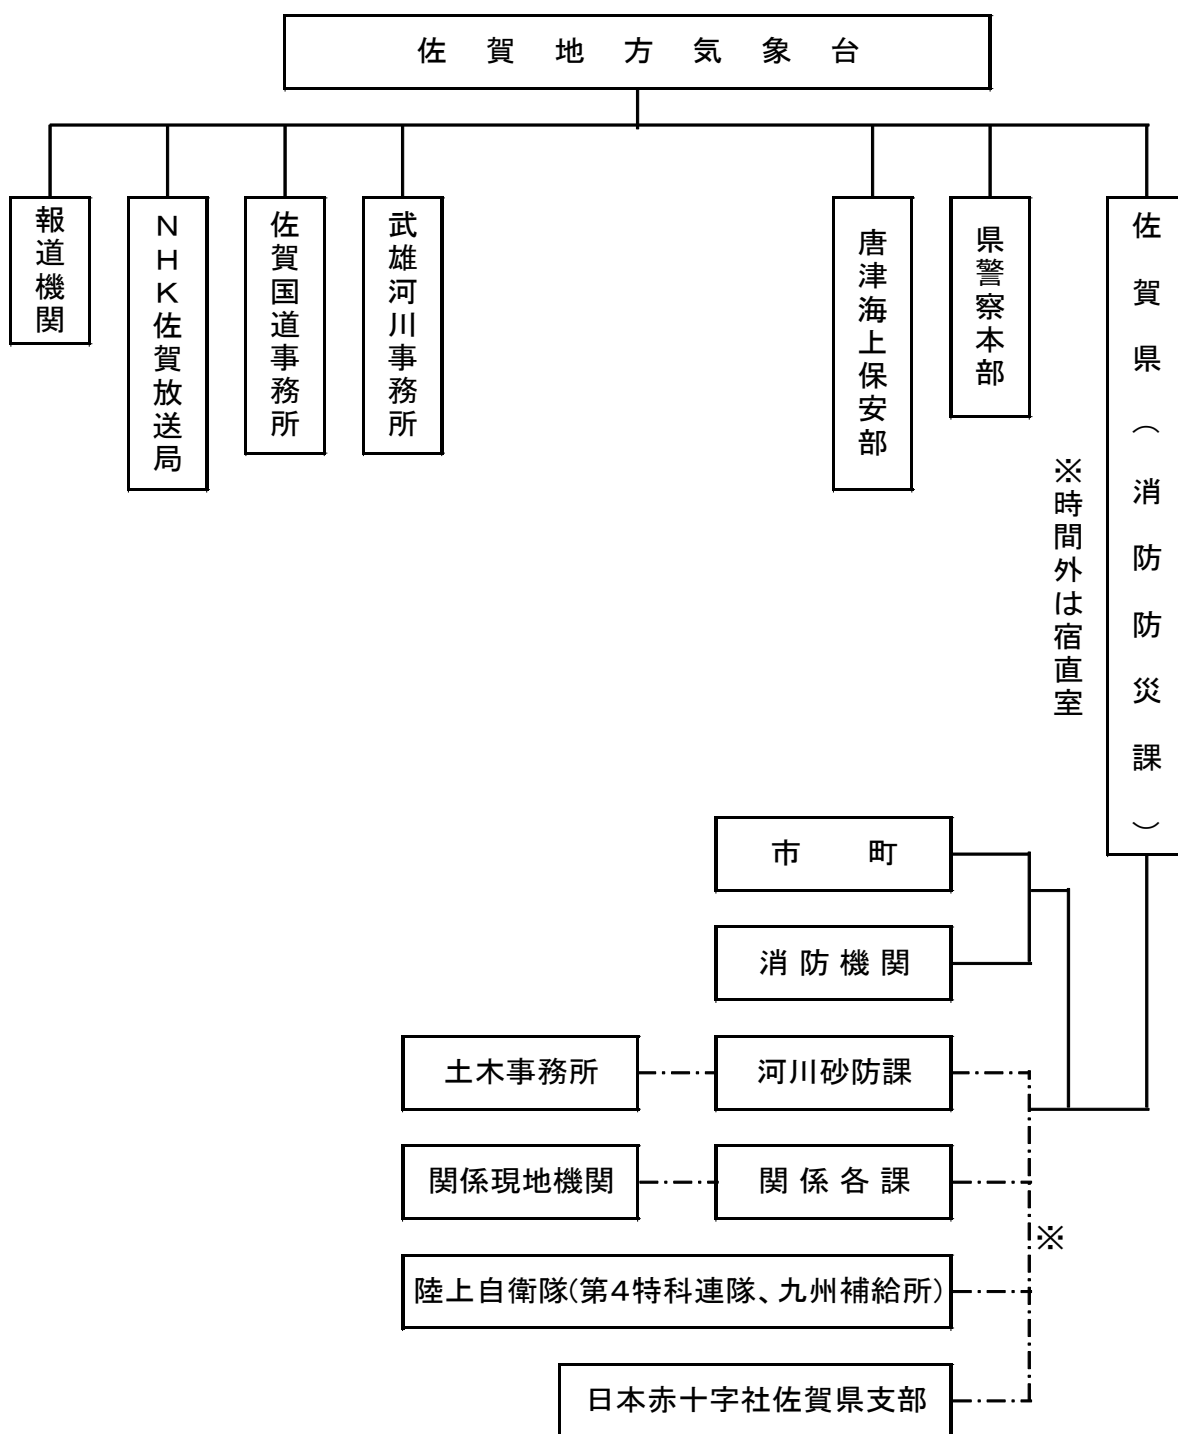 佐賀地方気象台
報道機関
NHK佐賀放送局
佐賀国道事務所
武雄河川事務所
唐津海上保安部
県警察本部
佐賀県(消防防災課)
※時間外は宿直室
市 町
消防機関
土木事務所
河川砂防課
関係現地機関
関係各課
※
陸上自衛隊(第4特科連隊、九州補給所)
日本赤十字社佐賀県支部